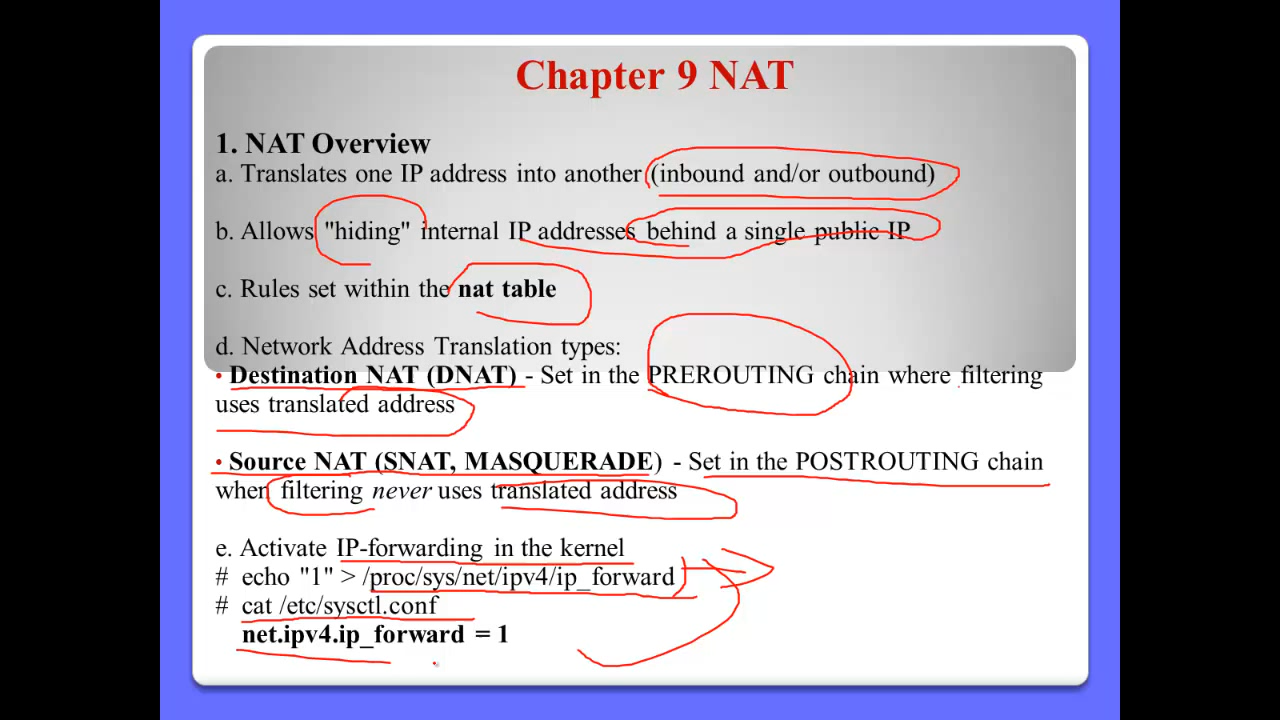 Chapter 9 NAT
1. NAT Overview
a. Translates one IP address into another (inbound and/or outbound)
b. Allows "hiding" internal IP addresses behind a single public IP
c. Rules set within the nat table
d. Network Address Translation types:
• Destination NAT (DNAT) - Set in the PREROUTING chain where filtering
uses translated address
• Source NAT (SNAT, MASQUERADE) - Set in the POSTROUTING chain
when filtering never uses translated address
e. Activate IP-forwarding in the kernel
# echo "1" > /proc/sys/net/ipv4/ip_forward
# cat /etc/sysctl.conf
net.ipv4.ip_forward = 1